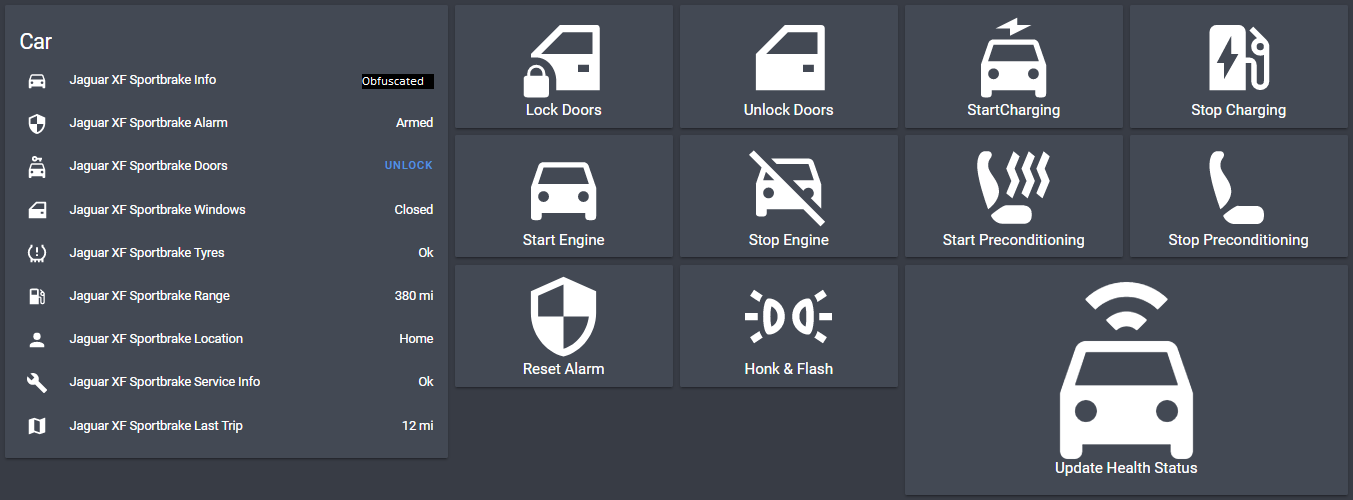 Car
Jaguar XF Sportbrake Info Obfuscated
Jaguar XF Sportbrake Alarm Armed
Jaguar XF Sportbrake Doors UNLOCK
Jaguar XF Sportbrake Windows Closed
Jaguar XF Sportbrake Tyres Ok
Jaguar XF Sportbrake Range 380 mi
Jaguar XF Sportbrake Location Home
Jaguar XF Sportbrake Service Info Ok
Jaguar XF Sportbrake Last Trip 12 mi
Lock Doors
Unlock Doors
StartCharging
Stop Charging
Start Engine
Stop Engine
Start Preconditioning
Stop Preconditioning
Reset Alarm
Honk & Flash
Update Health Status